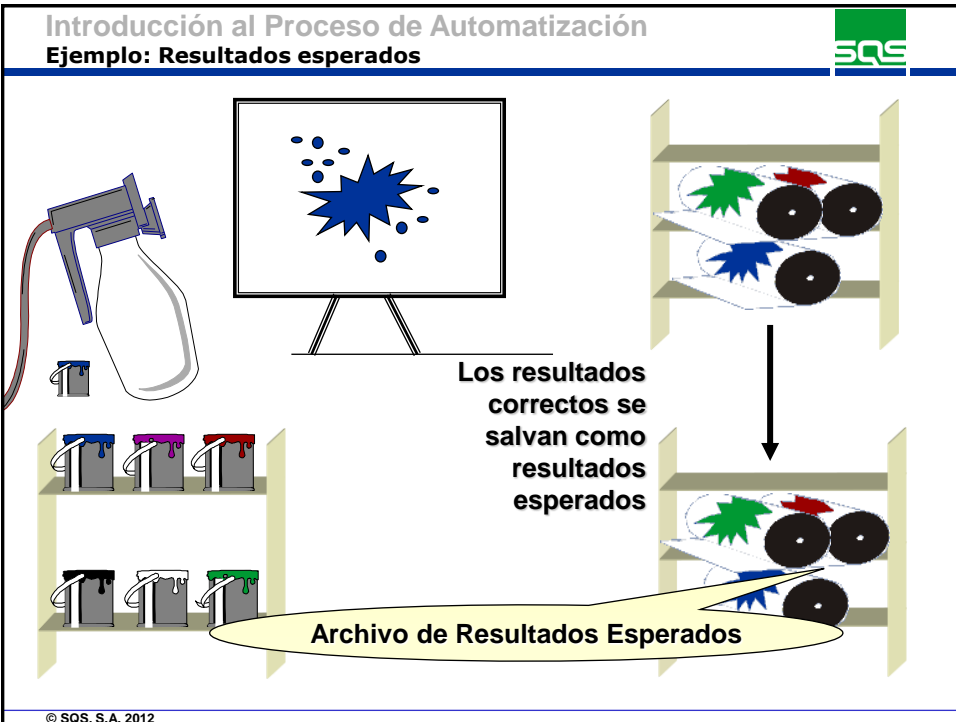 Introducción al Proceso de Automatización
Ejemplo: Resultados esperados
SQS
Los resultados
correctos se
salvan como
resultados
esperados
Archivo de Resultados Esperados
© SQS, S.A. 2012